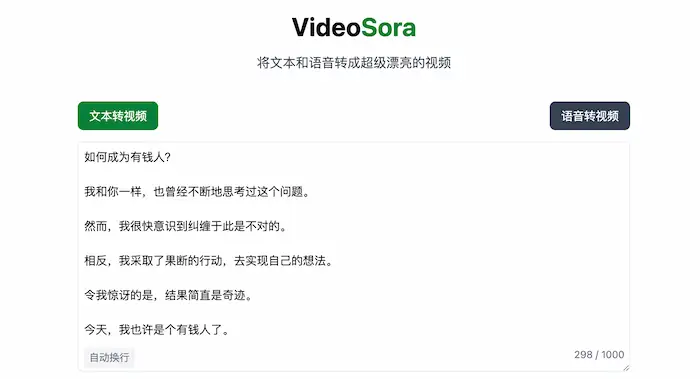 VideoSora
将文本和语音转成超级漂亮的视频
文本转视频
语音转视频
如何成为有钱人?
我和你一样，也曾经不断地思考过这个问题。
然而，我很快意识到纠缠于此是不对的。
相反，我采取了果断的行动，去实现自己的想法。
令我惊讶的是，结果简直是奇迹。
今天，我也许是个有钱人了。
自动换行
298 / 1000